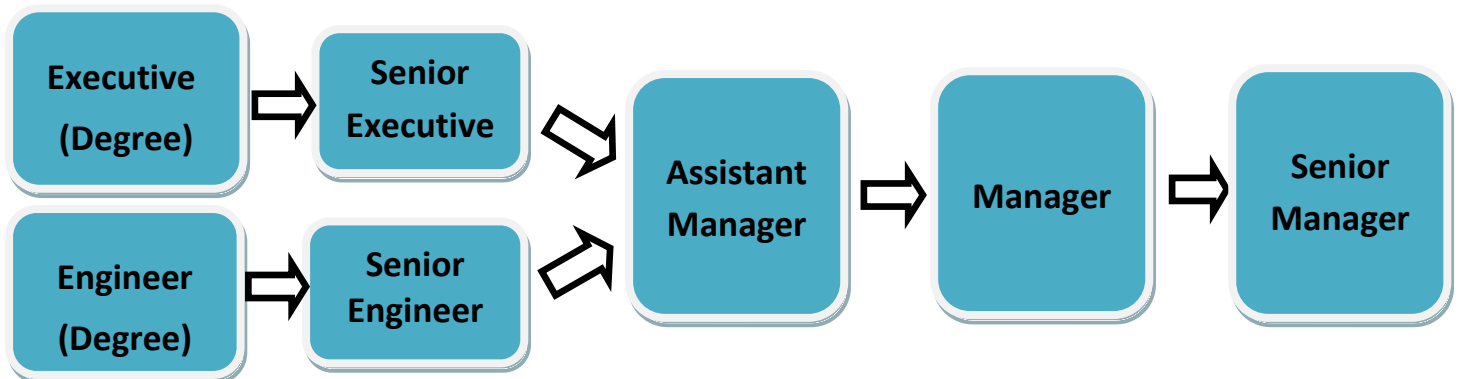 Executive
(Degree)
Senior
Executive
Engineer
(Degree)
Senior
Engineer
Assistant
Manager
Manager
Senior
Manager